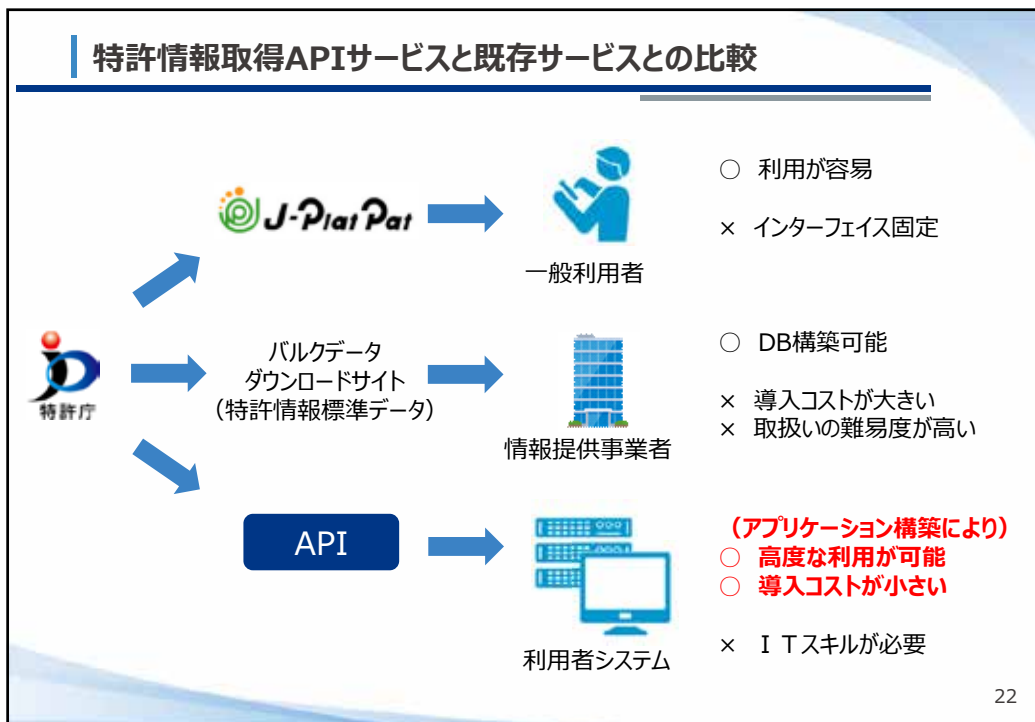 特許情報取得APIサービスと既存サービスとの比較
J-PlatPat
一般利用者
○ 利用が容易
× インターフェイス固定
特許庁
バルクデータ
ダウンロードサイト
（特許情報標準データ）
情報提供事業者
○ DB構築可能
× 導入コストが大きい
× 取扱いの難易度が高い
API
利用者システム
（アプリケーション構築により）
○ 高度な利用が可能
○ 導入コストが小さい
× ＩＴスキルが必要
22